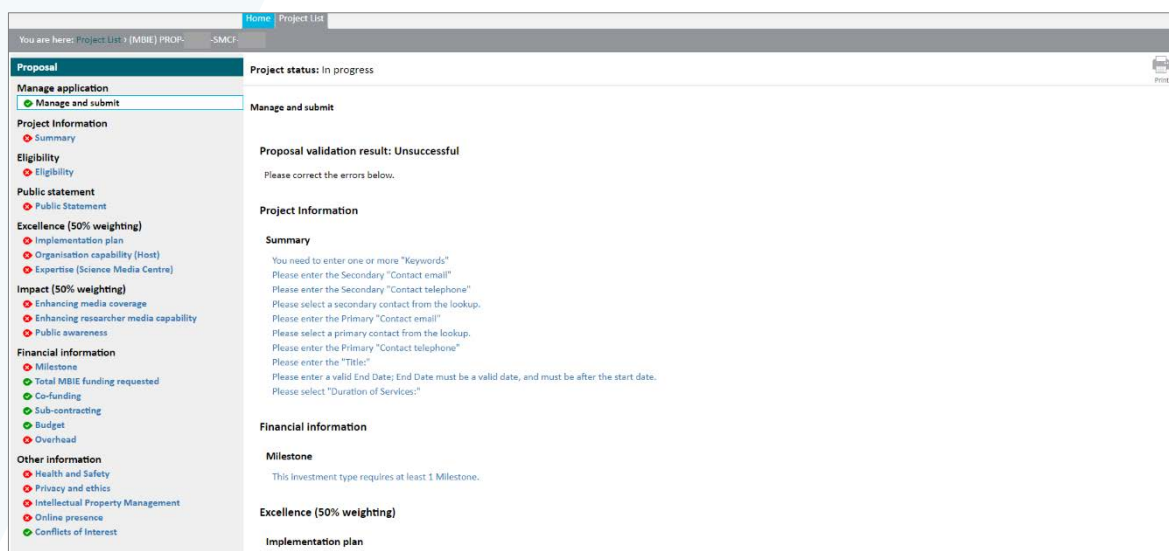 Home Project List
You are here: Project List › (MBIE) PROP- -SMCF-
Proposal
Manage application
Manage and submit
Project Information
Summary
Eligibility
Eligibility
Public statement
Public Statement
Excellence (50% weighting)
Implementation plan
Organisation capability (Host)
Expertise (Science Media Centre)
Impact (50% weighting)
Enhancing media coverage
Enhancing researcher media capability
Public awareness
Financial information
Milestone
Total MBIE funding requested
Co-funding
Sub-contracting
Budget
Overhead
Other information
Health and Safety
Privacy and ethics
Intellectual Property Management
Online presence
Conflicts of Interest
Project status: In progress
Print
Manage and submit
Proposal validation result: Unsuccessful
Please correct the errors below.
Project Information
Summary
You need to enter one or more "Keywords"
Please enter the Secondary "Contact email"
Please enter the Secondary "Contact telephone"
Please select a secondary contact from the lookup.
Please enter the Primary "Contact email"
Please select a primary contact from the lookup.
Please enter the Primary "Contact telephone"
Please enter the "Title:"
Please enter a valid End Date; End Date must be a valid date, and must be after the start date.
Please select "Duration of Services:"
Financial information
Milestone
This investment type requires at least 1 Milestone.
Excellence (50% weighting)
Implementation plan